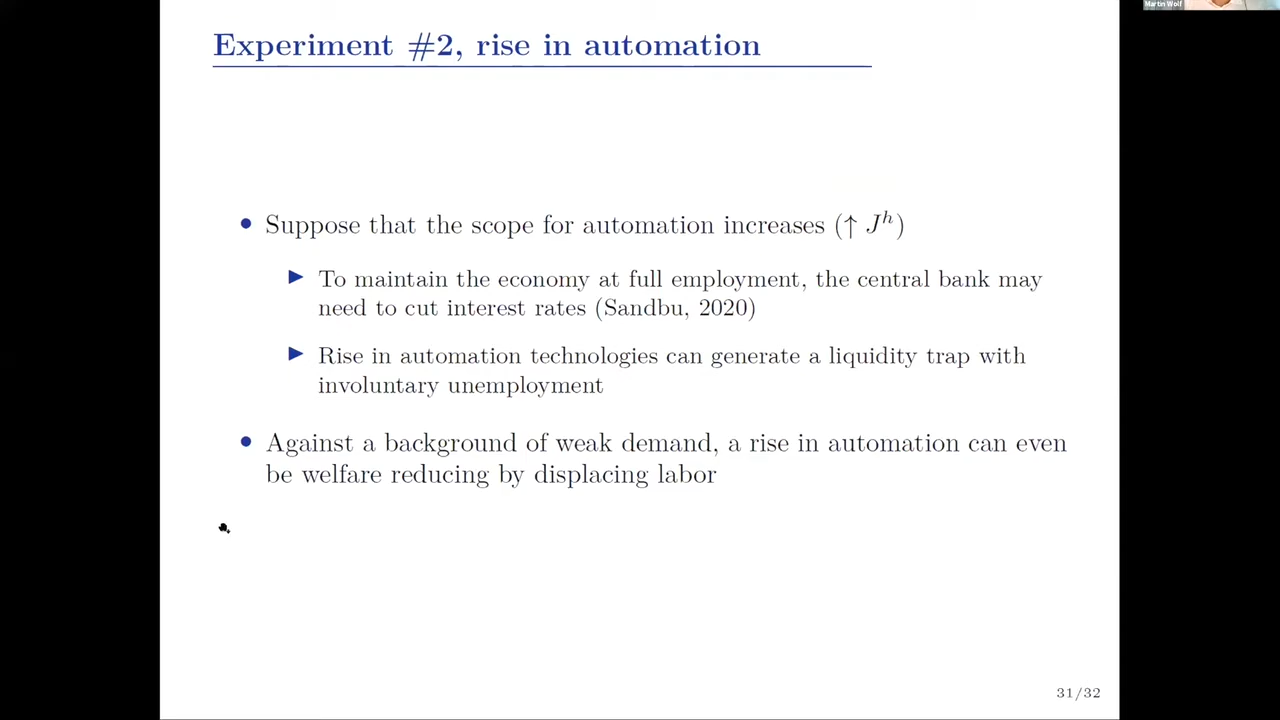 Martin Wolf
Experiment #2, rise in automation
• Suppose that the scope for automation increases (↑ Jʰ)
▶ To maintain the economy at full employment, the central bank may
need to cut interest rates (Sandbu, 2020)
▶ Rise in automation technologies can generate a liquidity trap with
involuntary unemployment
• Against a background of weak demand, a rise in automation can even
be welfare reducing by displacing labor
31/32